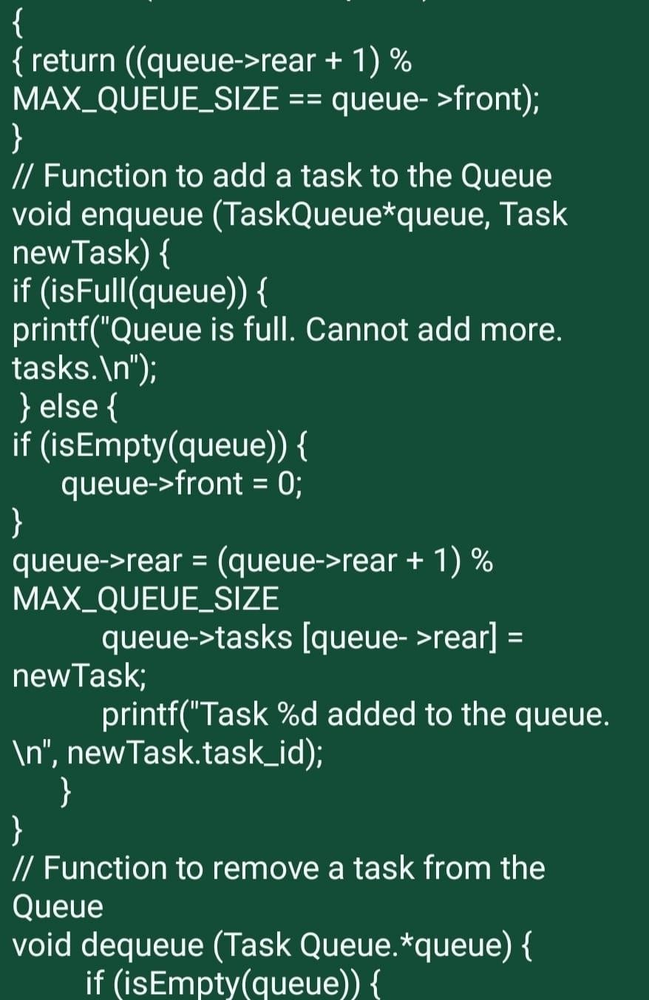 {
{ return ((queue->rear + 1) %
MAX_QUEUE_SIZE == queue- >front);
}
// Function to add a task to the Queue
void enqueue (TaskQueue*queue, Task
newTask) {
if (isFull(queue)) {
printf("Queue is full. Cannot add more.
tasks.\n");
} else {
if (isEmpty(queue)) {
queue->front = 0;
}
queue->rear = (queue->rear + 1) %
MAX_QUEUE_SIZE
queue->tasks [queue- >rear] =
newTask;
printf("Task %d added to the queue.
\n", newTask.task_id);
}
}
// Function to remove a task from the
Queue
void dequeue (Task Queue.*queue) {
if (isEmpty(queue)) {